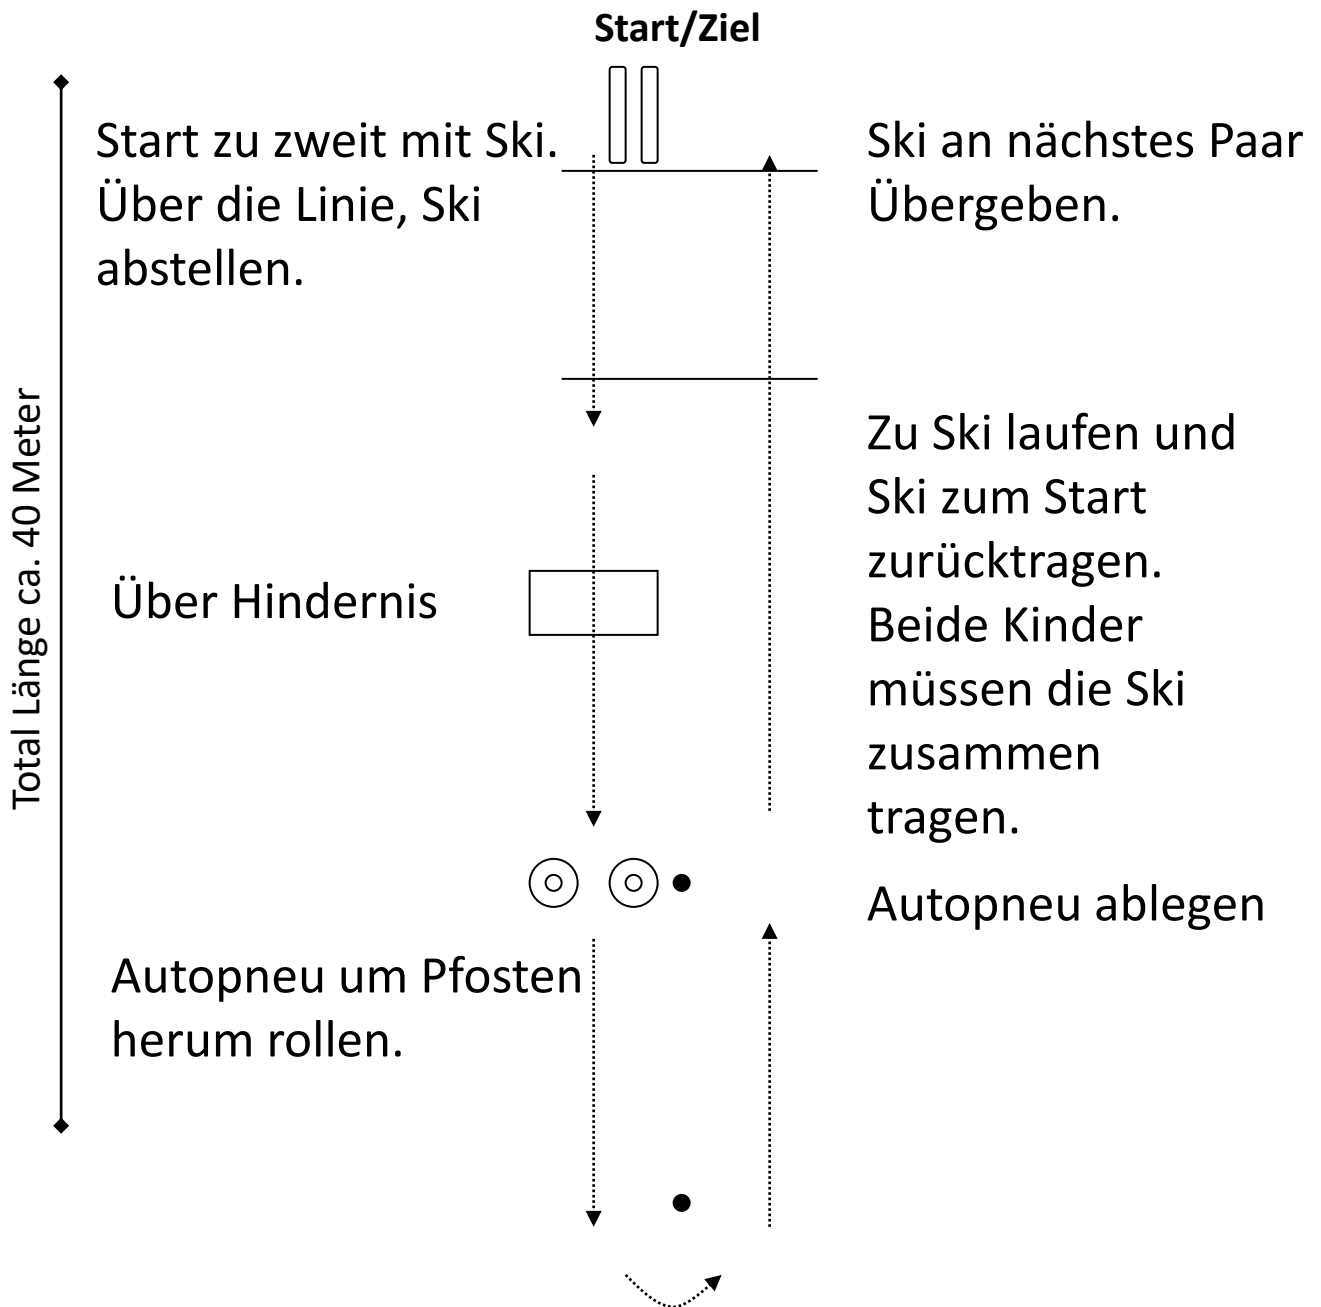 Start/Ziel
Start zu zweit mit Ski.
Über die Linie, Ski
abstellen.
Ski an nächstes Paar
Übergeben.
Total Länge ca. 40 Meter
Zu Ski laufen und
Ski zum Start
zurücktragen.
Beide Kinder
müssen die Ski
zusammen
tragen.
Über Hindernis
Autopneu ablegen
Autopneu um Pfosten
herum rollen.